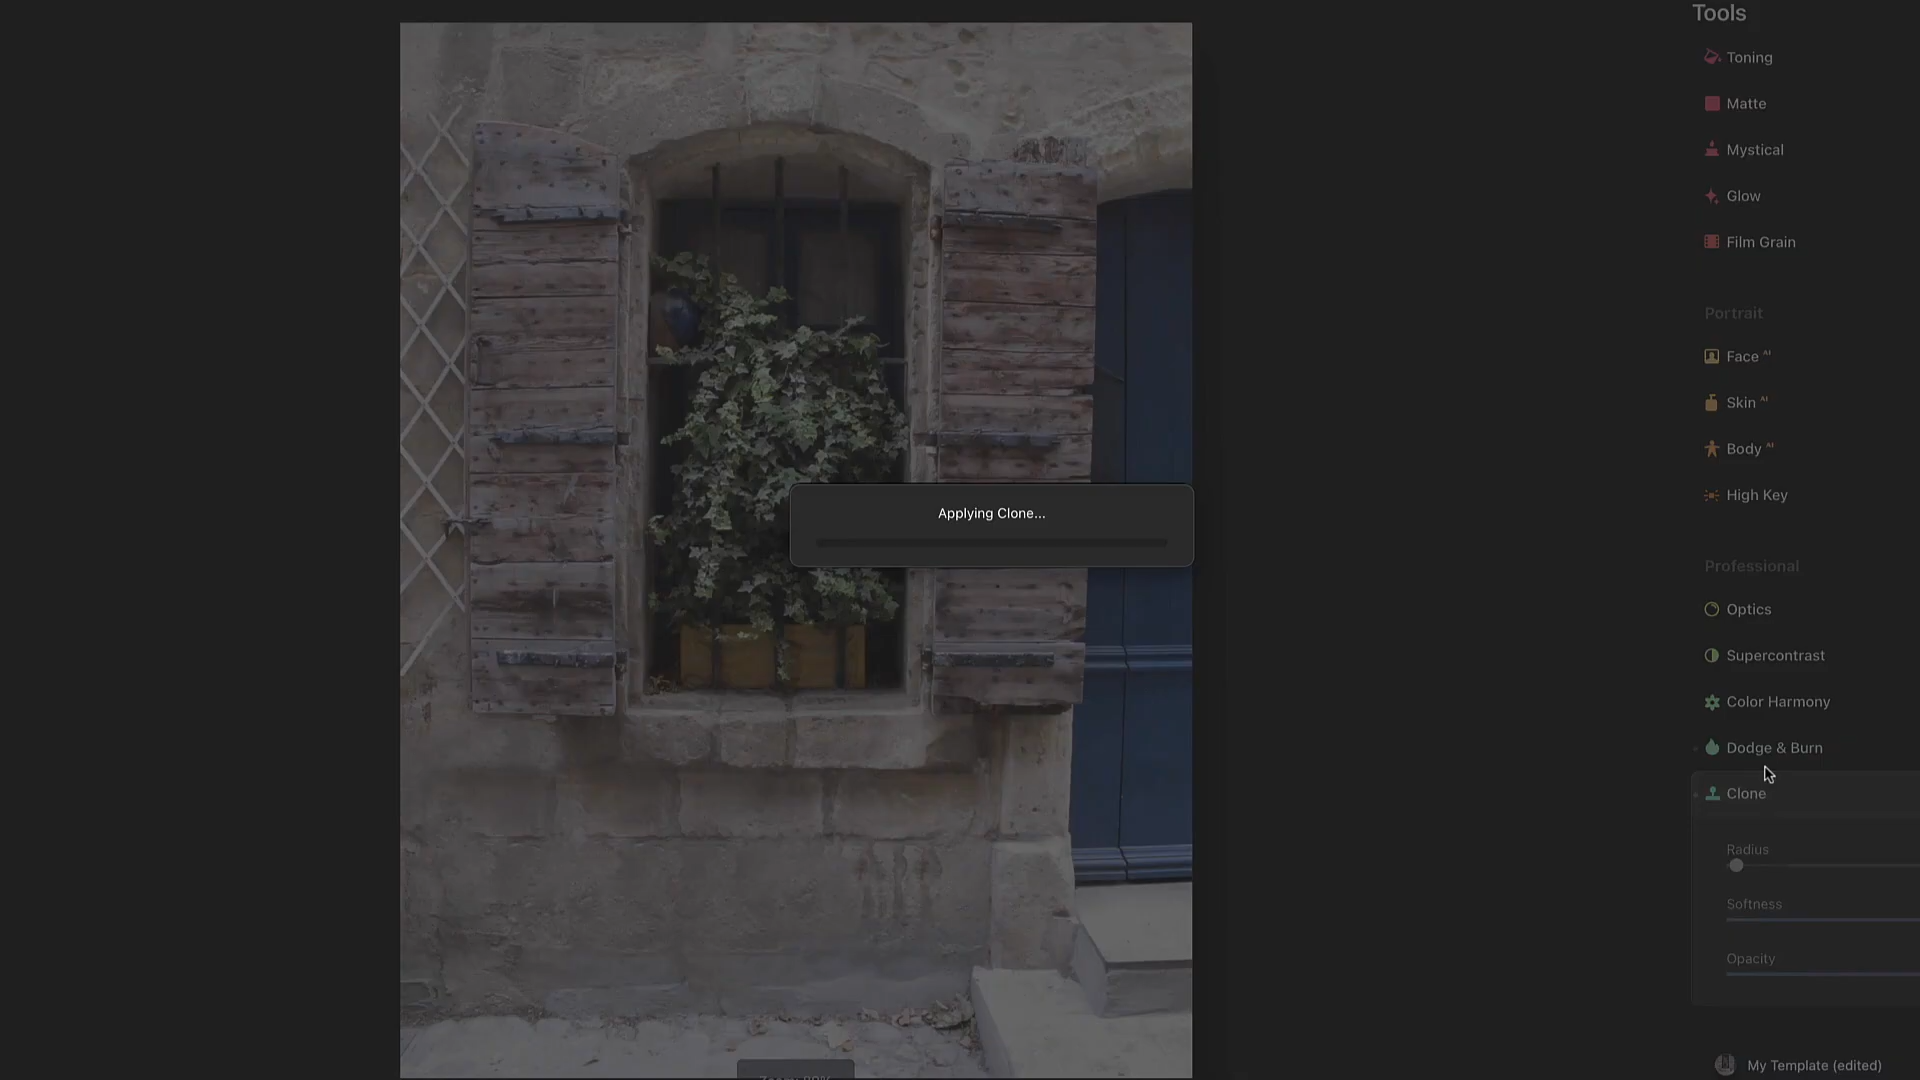 Tools
Toning
Matte
Mystical
Glow
Film Grain
Portrait
Face AI
Skin AI
Body AI
High Key
Professional
Optics
Supercontrast
Color Harmony
Dodge & Burn
Clone
Radius
Softness
Opacity
My Template (edited)
Applying Clone...